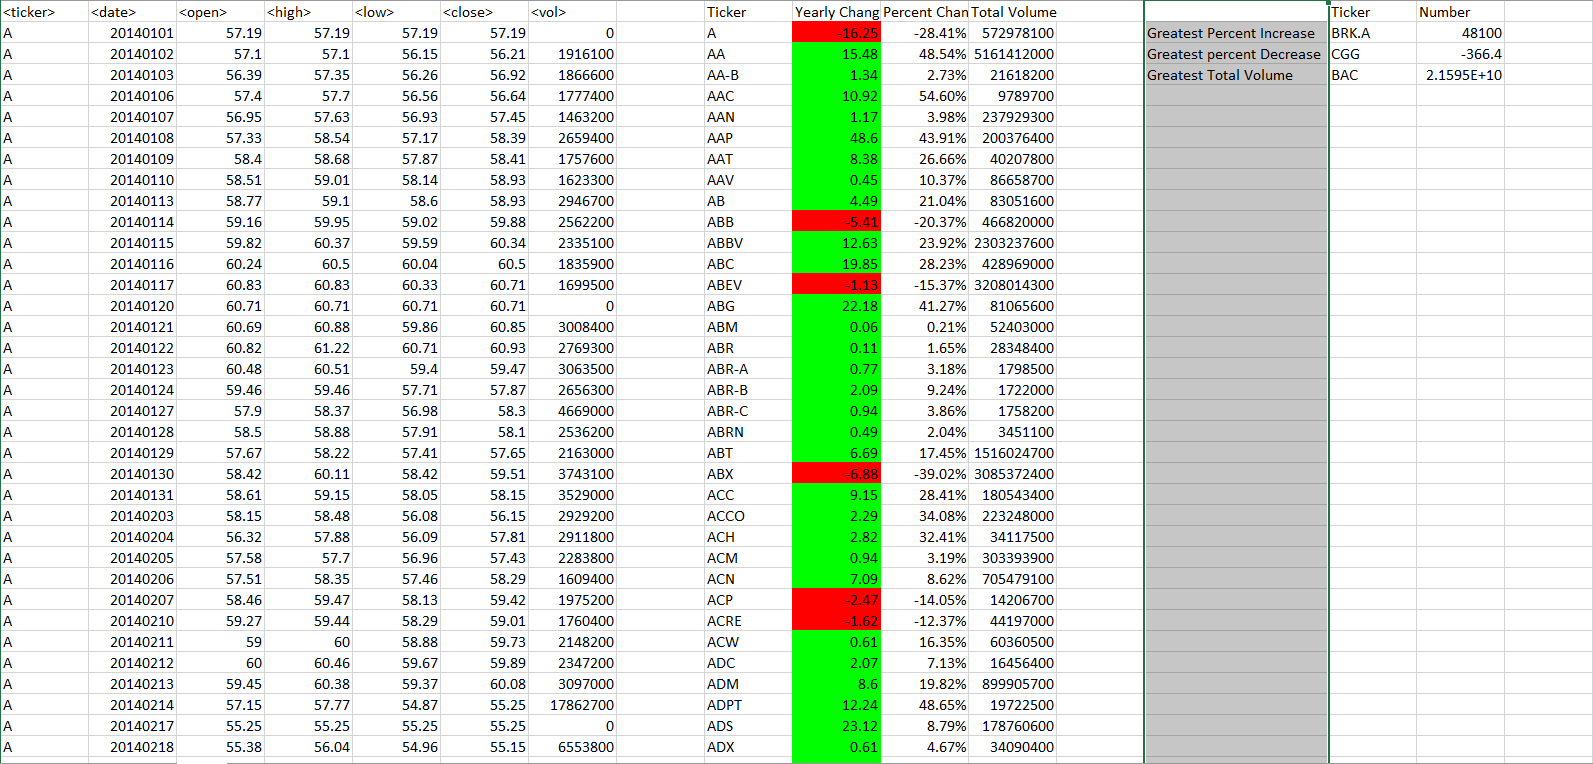 <ticker> <date> <open> <high> <low> <close> <vol> Ticker Yearly Chang Percent Chan Total Volume Ticker Number
A 20140101 57.19 57.19 57.19 57.19 0 A -16.25 -28.41% 572978100 Greatest Percent Increase BRK.A 48100
A 20140102 57.1 57.1 56.15 56.21 1916100 AA 15.48 48.54% 5161412000 Greatest percent Decrease CGG -366.4
A 20140103 56.39 57.35 56.26 56.92 1866600 AA-B 1.34 2.73% 21618200 Greatest Total Volume BAC 2.1595E+10
A 20140106 57.4 57.7 56.56 56.64 1777400 AAC 10.92 54.60% 9789700
A 20140107 56.95 57.63 56.93 57.45 1463200 AAN 1.17 3.98% 237929300
A 20140108 57.33 58.54 57.17 58.39 2659400 AAP 48.6 43.91% 200376400
A 20140109 58.4 58.68 57.87 58.41 1757600 AAT 8.38 26.66% 40207800
A 20140110 58.51 59.01 58.14 58.93 1623300 AAV 0.45 10.37% 86658700
A 20140113 58.77 59.1 58.6 58.93 2946700 AB 4.49 21.04% 83051600
A 20140114 59.16 59.95 59.02 59.88 2562200 ABB -5.41 -20.37% 466820000
A 20140115 59.82 60.37 59.59 60.34 2335100 ABBV 12.63 23.92% 2303237600
A 20140116 60.24 60.5 60.04 60.5 1835900 ABC 19.85 28.23% 428969000
A 20140117 60.83 60.83 60.33 60.71 1699500 ABEV -1.13 -15.37% 3208014300
A 20140120 60.71 60.71 60.71 60.71 0 ABG 22.18 41.27% 81065600
A 20140121 60.69 60.88 59.86 60.85 3008400 ABM 0.06 0.21% 52403000
A 20140122 60.82 61.22 60.71 60.93 2769300 ABR 0.11 1.65% 28348400
A 20140123 60.48 60.51 59.4 59.47 3063500 ABR-A 0.77 3.18% 1798500
A 20140124 59.46 59.46 57.71 57.87 2656300 ABR-B 2.09 9.24% 1722000
A 20140127 57.9 58.37 56.98 58.3 4669000 ABR-C 0.94 3.86% 1758200
A 20140128 58.5 58.88 57.91 58.1 2536200 ABRN 0.49 2.04% 3451100
A 20140129 57.67 58.22 57.41 57.65 2163000 ABT 6.69 17.45% 1516024700
A 20140130 58.42 60.11 58.42 59.51 3743100 ABX -6.88 -39.02% 3085372400
A 20140131 58.61 59.15 58.05 58.15 3529000 ACC 9.15 28.41% 180543400
A 20140203 58.15 58.48 56.08 56.15 2929200 ACCO 2.29 34.08% 223248000
A 20140204 56.32 57.88 56.09 57.81 2911800 ACH 2.82 32.41% 34117500
A 20140205 57.58 57.7 56.96 57.43 2283800 ACM 0.94 3.19% 303393900
A 20140206 57.51 58.35 57.46 58.29 1609400 ACN 7.09 8.62% 705479100
A 20140207 58.46 59.47 58.13 59.42 1975200 ACP -2.47 -14.05% 14206700
A 20140210 59.27 59.44 58.29 59.01 1760400 ACRE -1.62 -12.37% 44197000
A 20140211 59 60 58.88 59.73 2148200 ACW 0.61 16.35% 60360500
A 20140212 60 60.46 59.67 59.89 2347200 ADC 2.07 7.13% 16456400
A 20140213 59.45 60.38 59.37 60.08 3097000 ADM 8.6 19.82% 899905700
A 20140214 57.15 57.77 54.87 55.25 17862700 ADPT 12.24 48.65% 19722500
A 20140217 55.25 55.25 55.25 55.25 0 ADS 23.12 8.79% 178760600
A 20140218 55.38 56.04 54.96 55.15 6553800 ADX 0.61 4.67% 34090400